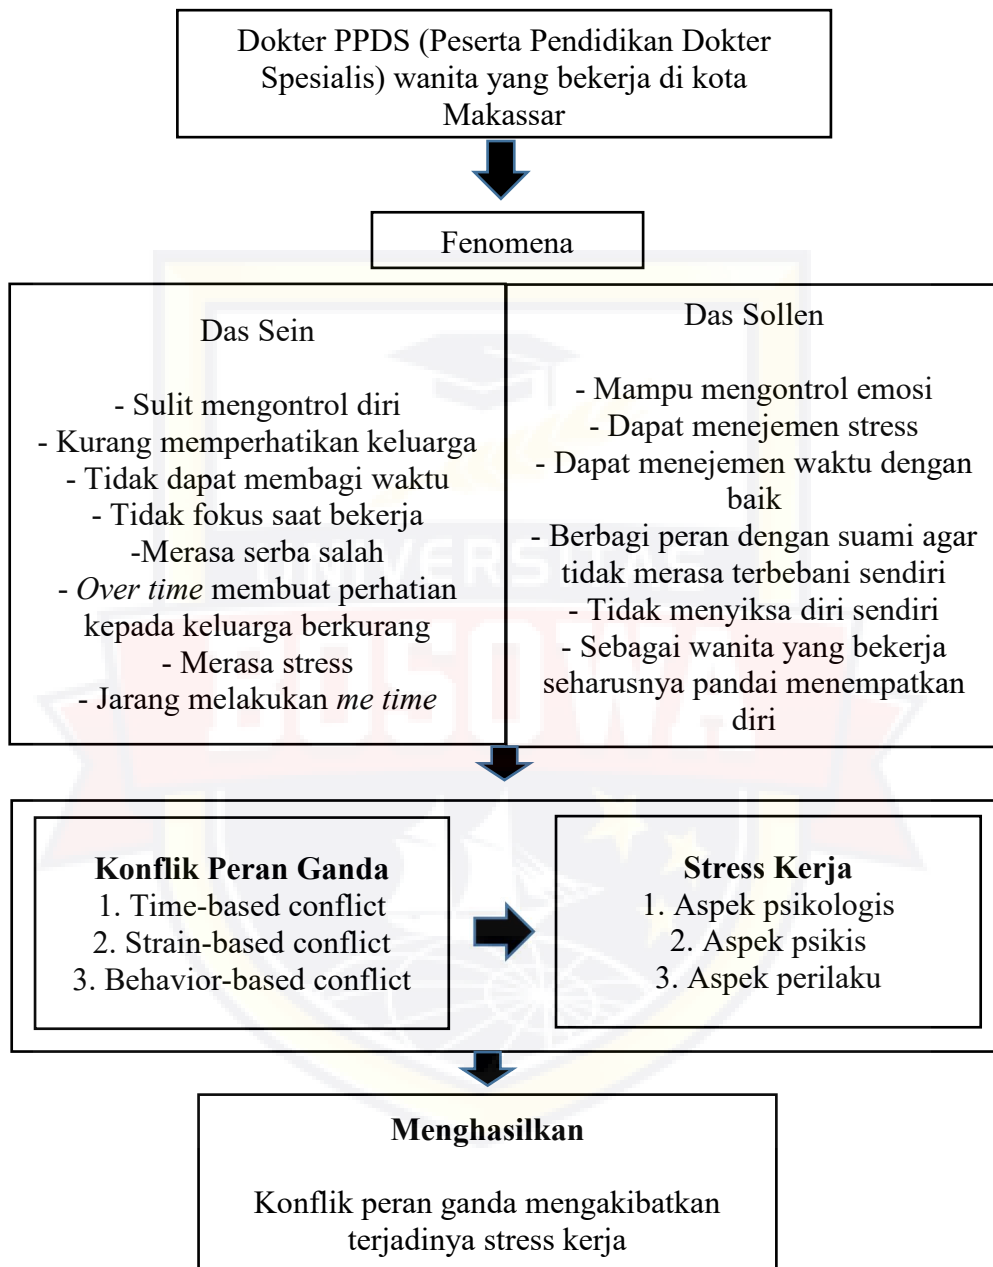 Dokter PPDS (Peserta Pendidikan Dokter
Spesialis) wanita yang bekerja di kota
Makassar
Fenomena
Das Sein
- Sulit mengontrol diri
- Kurang memperhatikan keluarga
- Tidak dapat membagi waktu
- Tidak fokus saat bekerja
-Merasa serba salah
- Over time membuat perhatian
kepada keluarga berkurang
- Merasa stress
- Jarang melakukan me time
Das Sollen
- Mampu mengontrol emosi
- Dapat menejemen stress
- Dapat menejemen waktu dengan
baik
- Berbagi peran dengan suami agar
tidak merasa terbebani sendiri
- Tidak menyiksa diri sendiri
- Sebagai wanita yang bekerja
seharusnya pandai menempatkan
diri
UNIVERSITAS
BOSOWA
Konflik Peran Ganda
1. Time-based conflict
2. Strain-based conflict
3. Behavior-based conflict
Stress Kerja
1. Aspek psikologis
2. Aspek psikis
3. Aspek perilaku
Menghasilkan
Konflik peran ganda mengakibatkan
terjadinya stress kerja